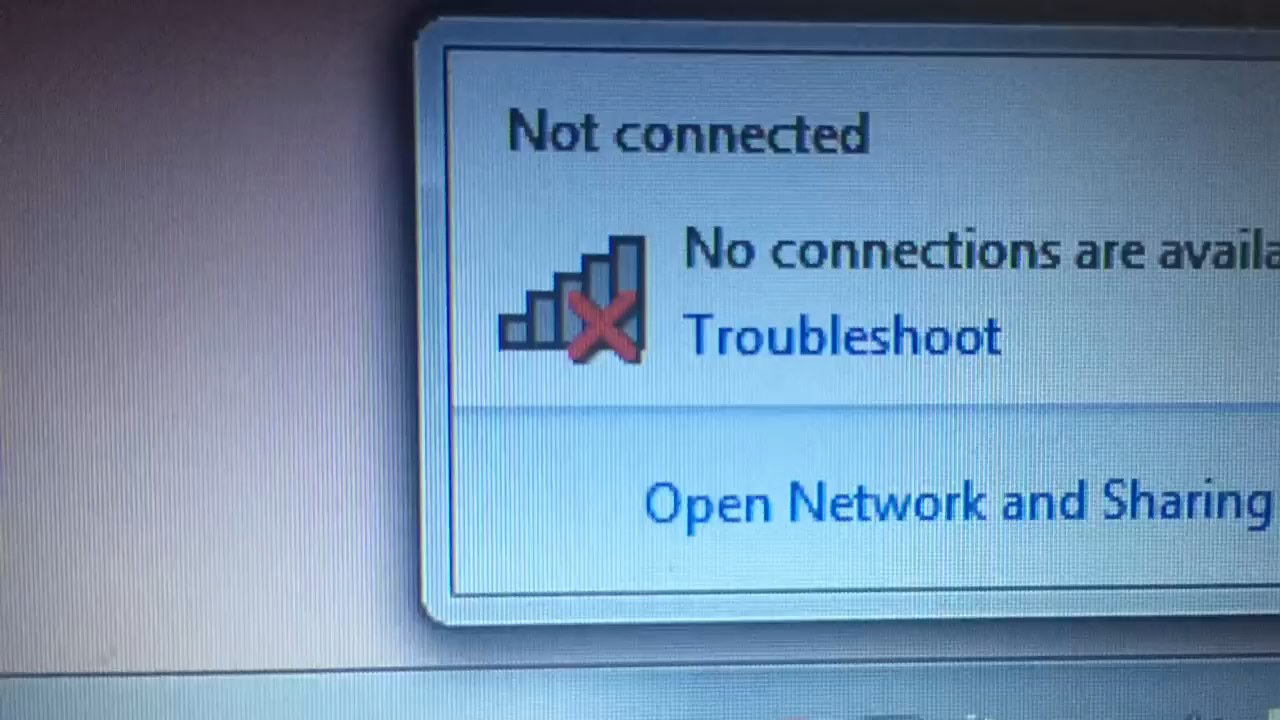 Not connected
No connections are availa
Troubleshoot
Open Network and Sharing